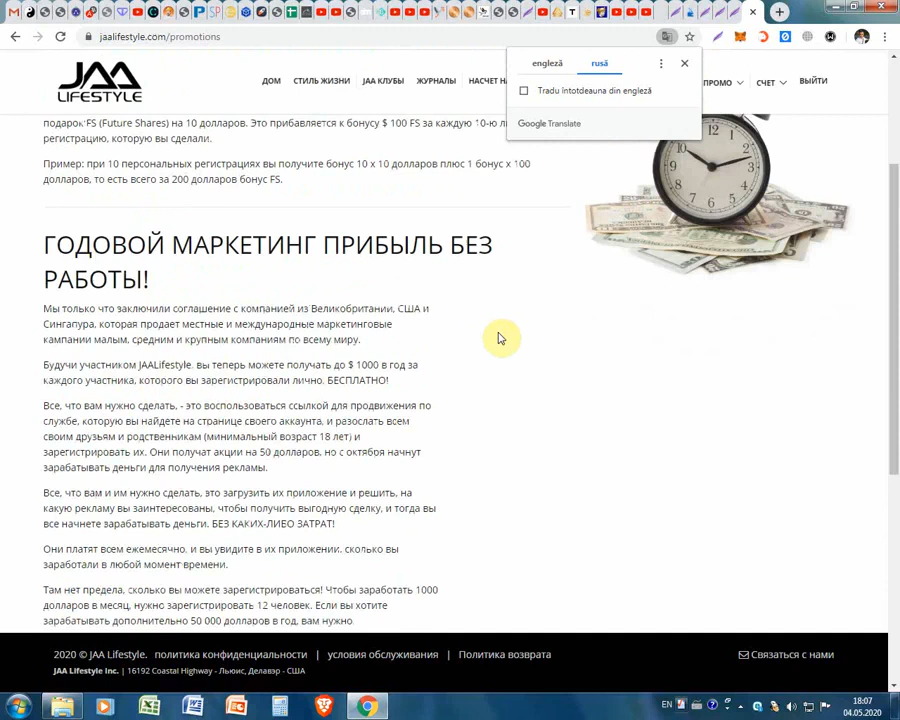 jaalifestyle.com/promotions
engleză rusă
Tradu întotdeauna din engleză
Google Translate
JAA
LIFESTYLE
ДОМ СТИЛЬ ЖИЗНИ JAA КЛУБЫ ЖУРНАЛЫ НАСЧЕТ НА ПРОМО СЧЕТ ВЫЙТИ
подарок FS (Future Shares) на 10 долларов. Это прибавляется к бонусу $ 100 FS за каждую 10-ю
регистрацию, которую вы сделали.
Пример: при 10 персональных регистрациях вы получите бонус 10 x 10 долларов плюс 1 бонус x 100
долларов, то есть всего за 200 долларов бонус FS.
ГОДОВОЙ МАРКЕТИНГ ПРИБЫЛЬ БЕЗ
РАБОТЫ!
Мы только что заключили соглашение с компанией из Великобритании, США и
Сингапура, которая продает местные и международные маркетинговые
кампании малым, средним и крупным компаниям по всему миру.
Будучи участником JAALifestyle, вы теперь можете получать до $ 1000 в год за
каждого участника, которого вы зарегистрировали лично. БЕСПЛАТНО!
Все, что вам нужно сделать, - это воспользоваться ссылкой для продвижения по
службе, которую вы найдете на странице своего аккаунта, и разослать всем
своим друзьям и родственникам (минимальный возраст 18 лет) и
зарегистрировать их. Они получат акции на 50 долларов, но с октября начнут
зарабатывать деньги для получения рекламы.
Все, что вам и им нужно сделать, это загрузить их приложение и решить, на
какую рекламу вы заинтересованы, чтобы получить выгодную сделку, и тогда вы
все начнете зарабатывать деньги. БЕЗ КАКИХ-ЛИБО ЗАТРАТ!
Они платят всем ежемесячно, и вы увидите в их приложении, сколько вы
заработали в любой момент времени.
Там нет предела, сколько вы можете зарегистрироваться! Чтобы заработать 1000
долларов в месяц, нужно зарегистрировать 12 человек. Если вы хотите
зарабатывать дополнительно 50 000 долларов в год, вам нужно
2020 © JAA Lifestyle. политика конфиденциальности | условия обслуживания | Политика возврата
Связаться с нами
JAA Lifestyle Inc. | 16192 Coastal Highway - Льюис, Делавэр - США
EN 18:07
04.05.2020